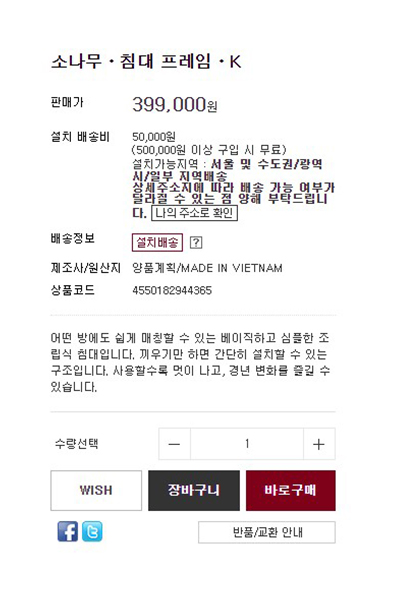 소나무・침대 프레임・K
판매가 399,000원
설치 배송비 50,000원
(500,000원 이상 구입 시 무료)
설치가능지역 : 서울 및 수도권/광역
시/일부 지역배송
상세주소지에 따라 배송 가능 여부가
달라질 수 있는 점 양해 부탁드립니
다. 나의 주소로 확인
배송정보 설치배송 ?
제조사/원산지 양품계획/MADE IN VIETNAM
상품코드 4550182944365
어떤 방에도 쉽게 매칭할 수 있는 베이직하고 심플한 조
립식 침대입니다. 끼우기만 하면 간단히 설치할 수 있는
구조입니다. 사용할수록 멋이 나고, 경년 변화를 즐길 수
있습니다.
수량선택 — 1 +
WISH 장바구니 바로구매
f t 반품/교환 안내